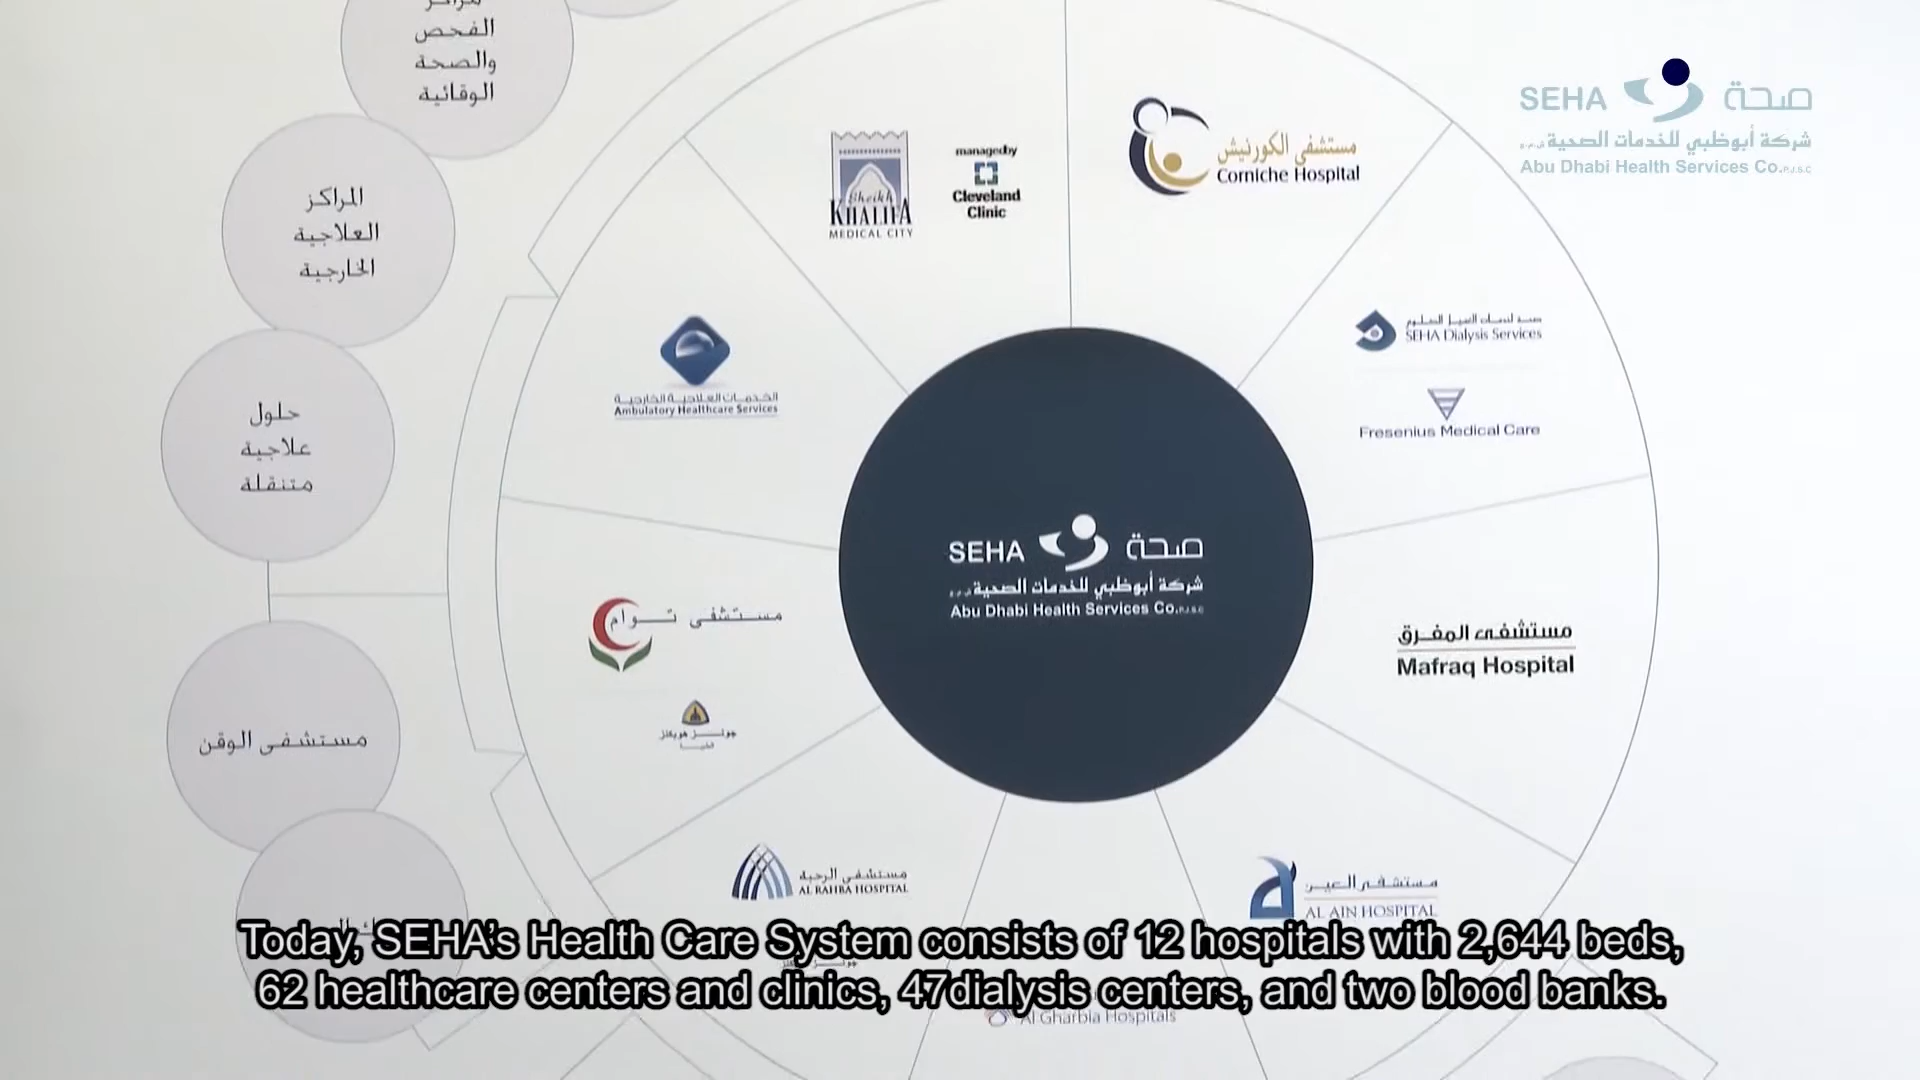 الفحص
والصحة
الوقائية
المراكز
العلاجية
الخارجية
حلول
علاجية
متنقلة
مستشفى الوقن
Sheikh
KHALIFA
MEDICAL CITY
managed by
Cleveland
Clinic
مستشفى الكورنيش
Corniche Hospital
SEHA صحة
شركة أبوظبي للخدمات الصحية ش.م.ع
Abu Dhabi Health Services Co. P.J.S.C
SEHA Dialysis Services
Fresenius Medical Care
الخدمات العلاجية الخارجية
Ambulatory Healthcare Services
SEHA صحة
شركة أبوظبي للخدمات الصحية
Abu Dhabi Health Services Co. P.J.S.C
مستشفى توام
جونز هوبكنز
مستشفى المفرق
Mafraq Hospital
مستشفى الرحبة
AL RAHBA HOSPITAL
مستشفى العين
AL AIN HOSPITAL
Today, SEHA's Health Care System consists of 12 hospitals with 2,644 beds,
62 healthcare centers and clinics, 47dialysis centers, and two blood banks.
Al Gharbia Hospitals